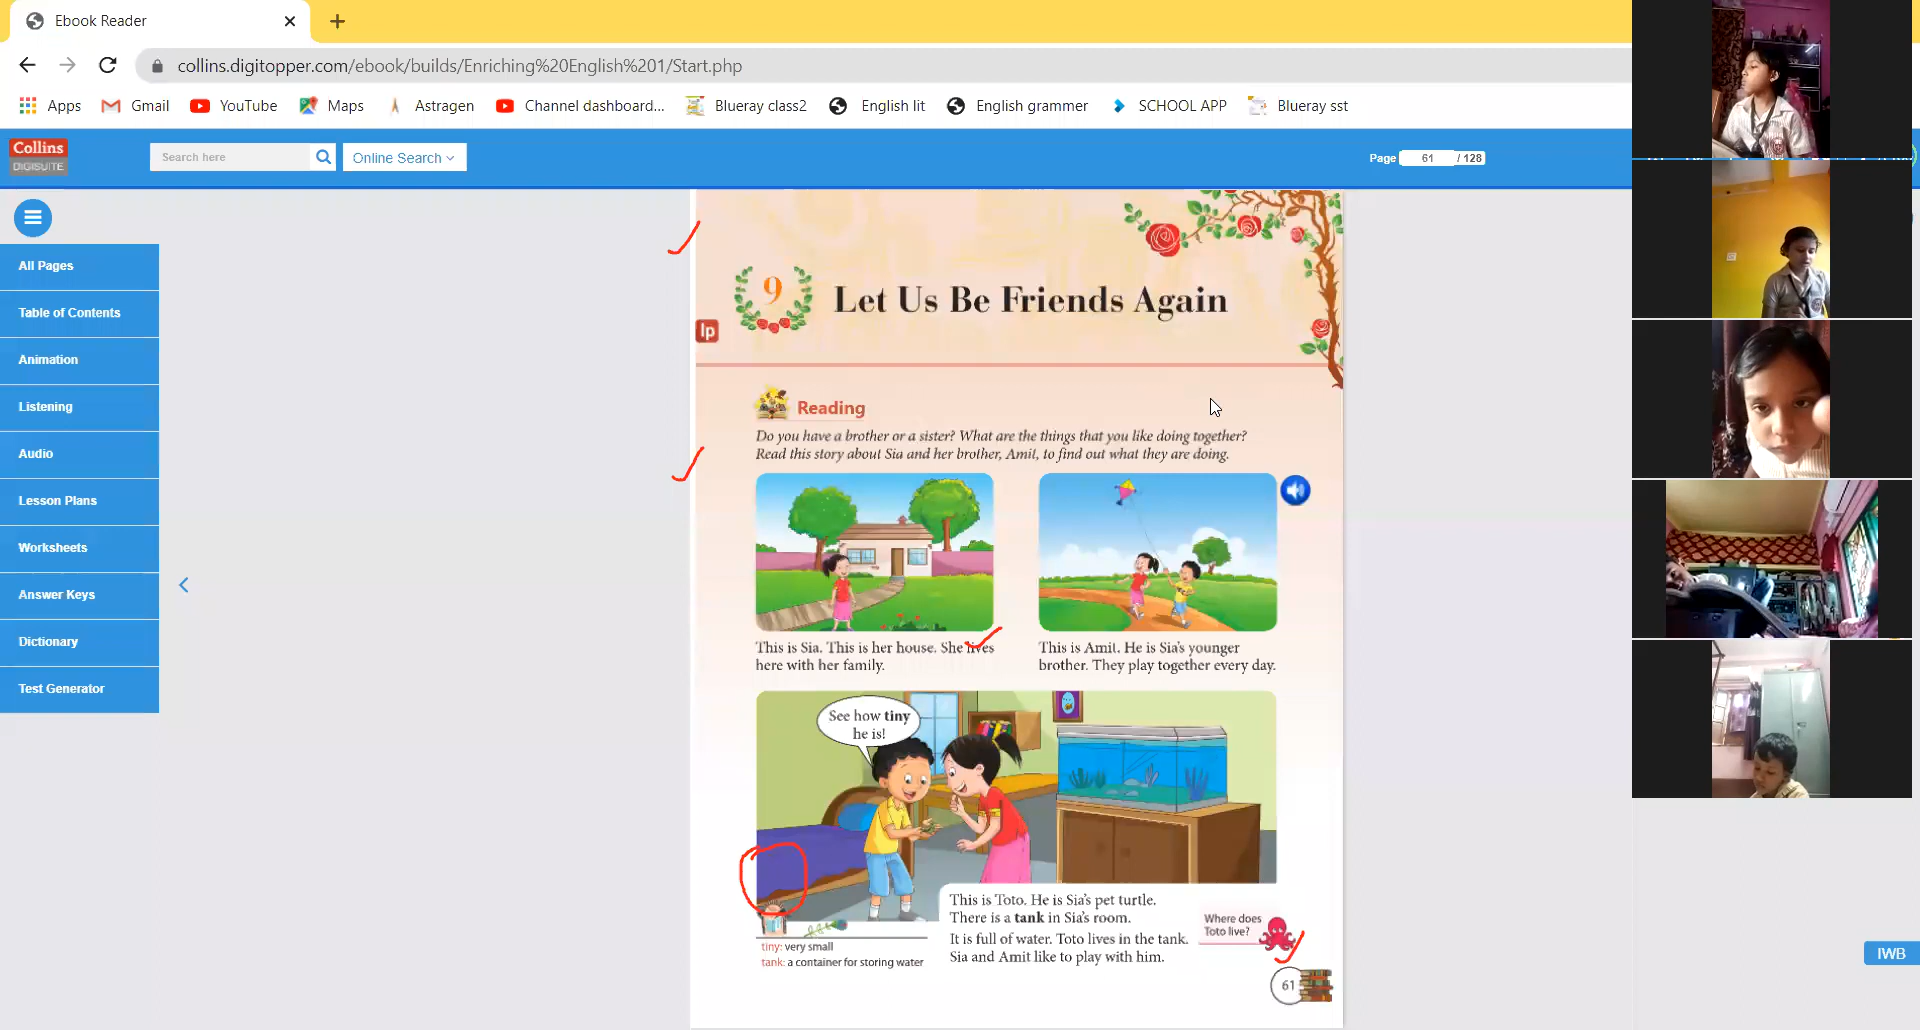 Ebook Reader
collins.digitopper.com/ebook/builds/Enriching%20English%201/Start.php
Apps Gmail YouTube Maps Astragen Channel dashboard... Blueray class2 English lit English grammer SCHOOL APP Blueray sst
Collins
DIGISUITE
Search here
Online Search
Page 61 / 128
All Pages
Table of Contents
Animation
Listening
Audio
Lesson Plans
Worksheets
Answer Keys
Dictionary
Test Generator
9
Let Us Be Friends Again
lp
Reading
Do you have a brother or a sister? What are the things that you like doing together?
Read this story about Sia and her brother, Amit, to find out what they are doing.
This is Sia. This is her house. She lives
here with her family.
This is Amit. He is Sia's younger
brother. They play together every day.
See how tiny
he is!
This is Toto. He is Sia's pet turtle.
There is a tank in Sia's room.
It is full of water. Toto lives in the tank.
Sia and Amit like to play with him.
Where does
Toto live?
tiny: very small
tank: a container for storing water
61
IWB